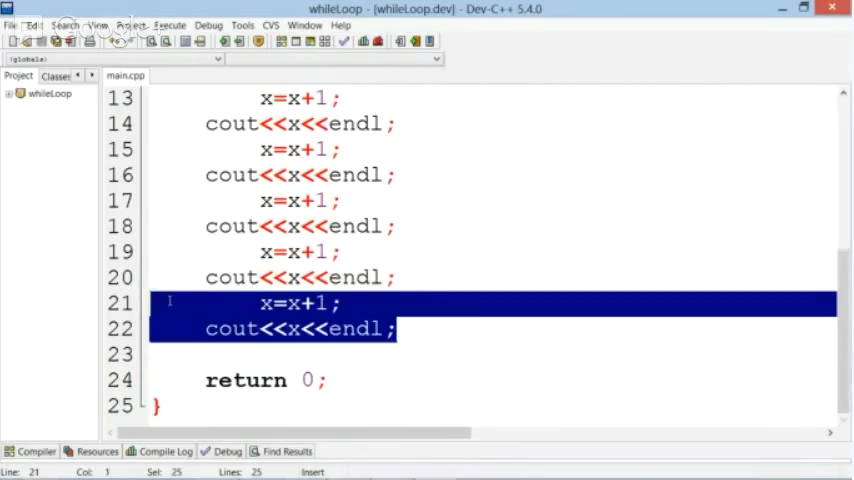 whileLoop - [whileLoop.dev] - Dev-C++ 5.4.0
File Edit Search View Project Execute Debug Tools CVS Window Help
Google+
(globals)
Project Classes main.cpp
whileLoop
13 x=x+1;
14 cout<<x<<endl;
15 x=x+1;
16 cout<<x<<endl;
17 x=x+1;
18 cout<<x<<endl;
19 x=x+1;
20 cout<<x<<endl;
21 x=x+1;
22 cout<<x<<endl;
23
24 return 0;
25 }
Compiler Resources Compile Log Debug Find Results
Line: 21 Col: 1 Sel: 25 Lines: 25 Insert